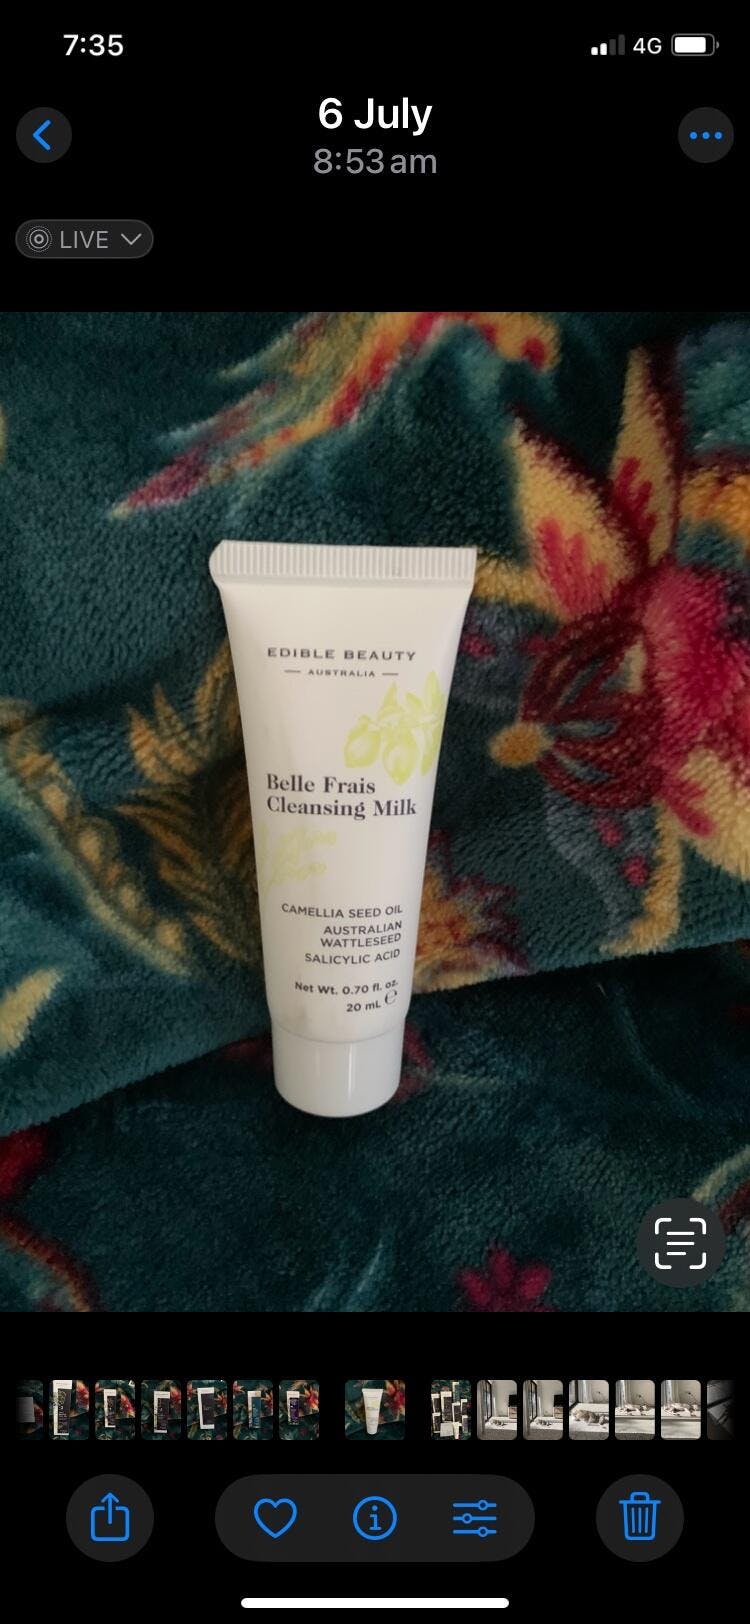 7:35
4G
6 July
8:53 am
LIVE
EDIBLE BEAUTY
AUSTRALIA
Belle Frais
Cleansing Milk
CAMELLIA SEED OIL
AUSTRALIAN
WATTLESEED
SALICYLIC ACID
Net Wt. 0.70 fl. oz.
20 mL ℮